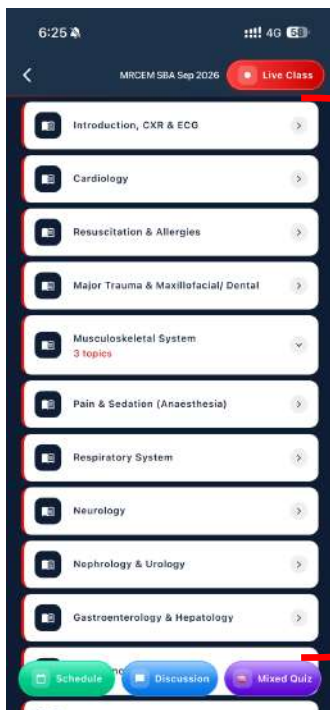 6:25
4G 53
MRCEM SBA Sep 2026
Live Class
Introduction, CXR & ECG
Cardiology
Resuscitation & Allergies
Major Trauma & Maxillofacial/ Dental
Musculoskeletal System
3 topics
Pain & Sedation (Anaesthesia)
Respiratory System
Neurology
Nephrology & Urology
Gastroenterology & Hepatology
Schedule
Discussion
Mixed Quiz